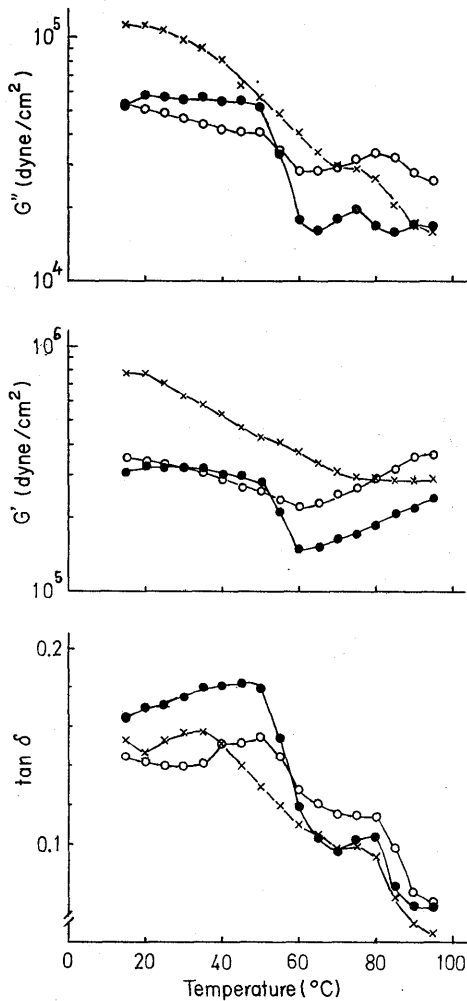 10⁵
G'' (dyne/cm²)
10⁴
10⁶
G' (dyne/cm²)
10⁵
0.2
tan δ
0.1
0 20 40 60 80 100
Temperature (°C)